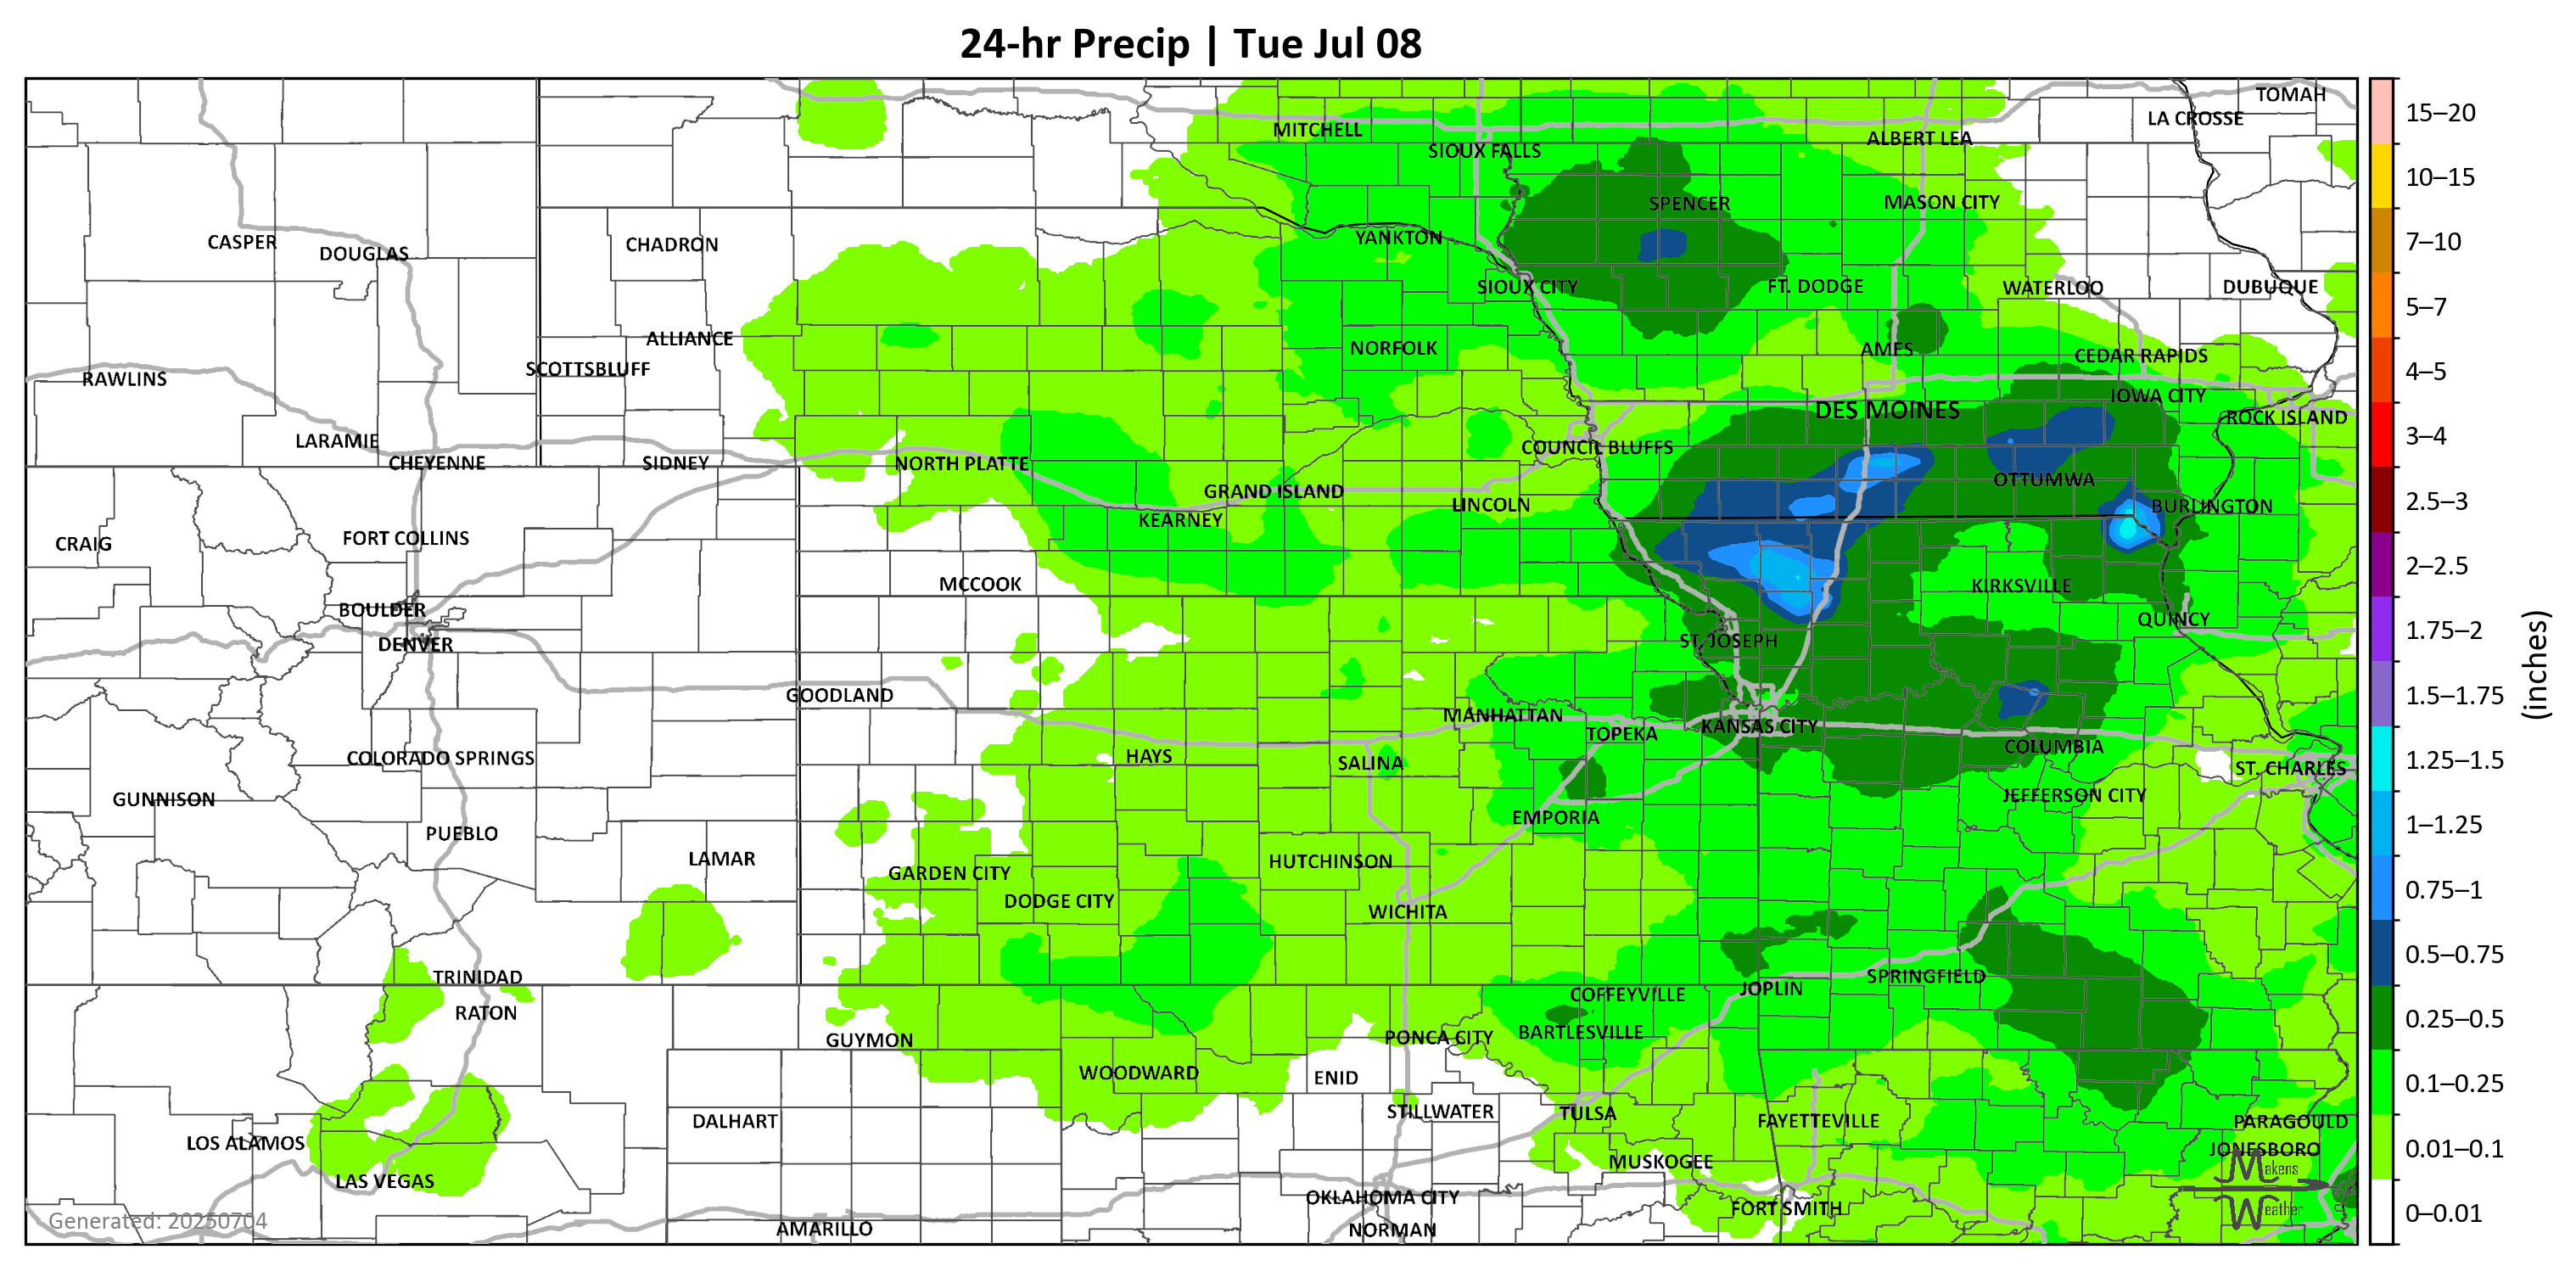 24-hr Precip | Tue Jul 08
TOMAH
LA CROSSE
MITCHELL
ALBERT LEA
SIOUX FALLS
SPENCER
MASON CITY
CASPER
DOUGLAS
CHADRON
YANKTON
SIOUX CITY
FT. DODGE
WATERLOO
DUBUQUE
ALLIANCE
NORFOLK
AMES
CEDAR RAPIDS
SCOTTSBLUFF
RAWLINS
IOWA CITY
DES MOINES
ROCK ISLAND
LARAMIE
COUNCIL BLUFFS
CHEYENNE
SIDNEY
NORTH PLATTE
OTTUMWA
GRAND ISLAND
LINCOLN
BURLINGTON
KEARNEY
CRAIG
FORT COLLINS
MCCOOK
KIRKSVILLE
BOULDER
QUINCY
DENVER
ST. JOSEPH
GOODLAND
MANHATTAN
KANSAS CITY
TOPEKA
COLUMBIA
HAYS
COLORADO SPRINGS
SALINA
ST. CHARLES
GUNNISON
JEFFERSON CITY
EMPORIA
PUEBLO
LAMAR
HUTCHINSON
GARDEN CITY
DODGE CITY
WICHITA
TRINIDAD
SPRINGFIELD
JOPLIN
COFFEYVILLE
RATON
BARTLESVILLE
PONCA CITY
GUYMON
WOODWARD
ENID
STILLWATER
TULSA
DALHART
FAYETTEVILLE
PARAGOULD
LOS ALAMOS
JONESBORO
MUSKOGEE
LAS VEGAS
OKLAHOMA CITY
FORT SMITH
AMARILLO
NORMAN
Generated: 20250704
Makens
Weather
15–20
10–15
7–10
5–7
4–5
3–4
2.5–3
2–2.5
1.75–2
1.5–1.75
1.25–1.5
1–1.25
0.75–1
0.5–0.75
0.25–0.5
0.1–0.25
0.01–0.1
0–0.01
(inches)